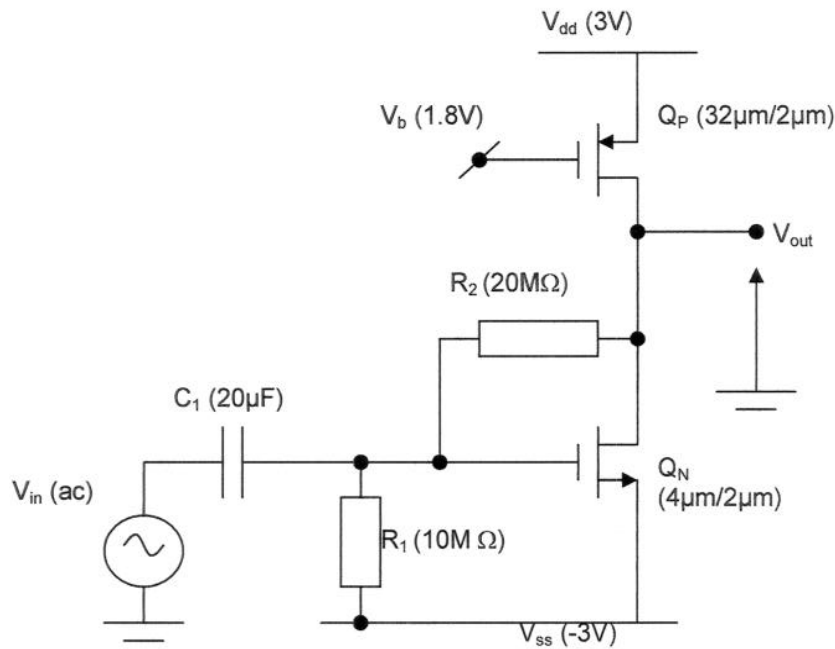 V_dd (3V)
V_b (1.8V)
Q_P (32µm/2µm)
V_out
R_2 (20MΩ)
C_1 (20µF)
V_in (ac)
Q_N
(4µm/2µm)
R_1 (10M Ω)
V_ss (-3V)